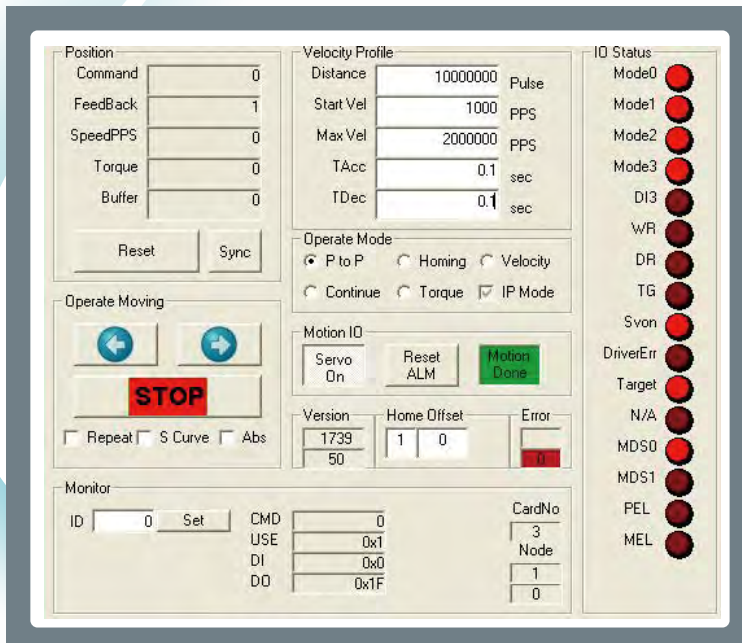 Position
Command 0
FeedBack 1
SpeedPPS 0
Torque 0
Buffer 0
Reset Sync
Operate Moving
STOP
Repeat S Curve Abs
Velocity Profile
Distance 10000000 Pulse
Start Vel 1000 PPS
Max Vel 2000000 PPS
TAcc 0.1 sec
TDec 0.1 sec
Operate Mode
P to P Homing Velocity
Continue Torque IP Mode
Motion IO
Servo On
Reset ALM
Motion Done
Version
1739
50
Home Offset
1 0
Error
0
Monitor
ID 0 Set
CMD 0
USE 0x1
DI 0x0
DO 0x1F
CardNo
3
Node
1
0
IO Status
Mode0
Mode1
Mode2
Mode3
DI3
WR
DR
TG
Svon
DriverErr
Target
N/A
MDS0
MDS1
PEL
MEL